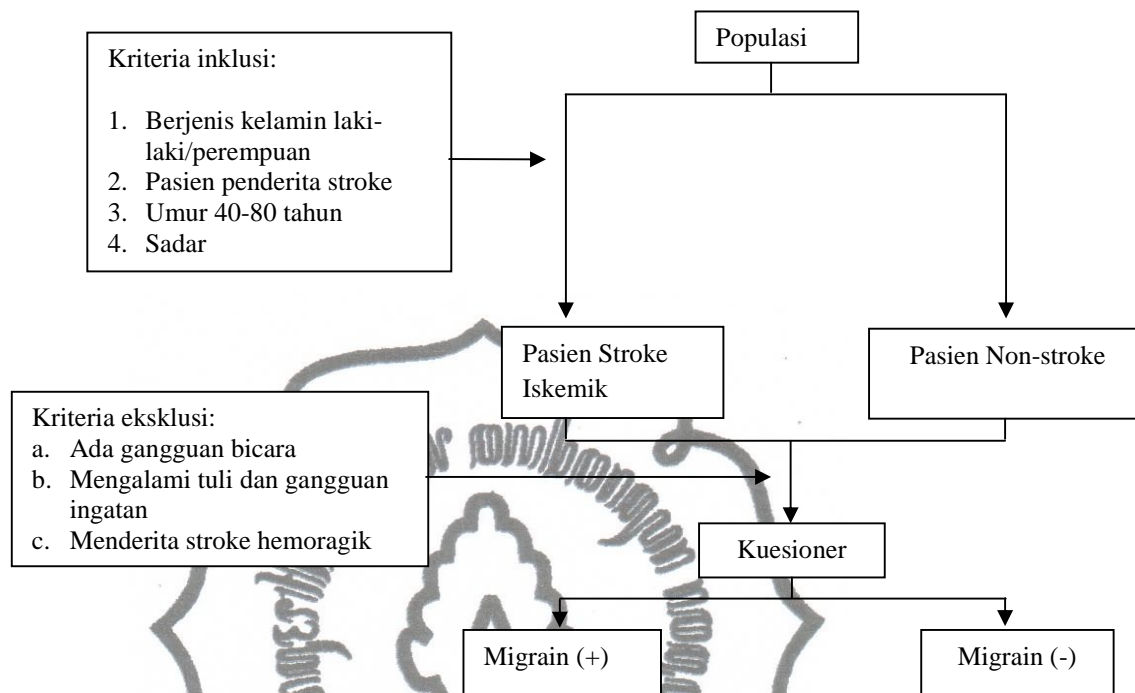 Populasi
Kriteria inklusi:
1. Berjenis kelamin laki-
laki/perempuan
2. Pasien penderita stroke
3. Umur 40-80 tahun
4. Sadar
Pasien Stroke
Iskemik
Pasien Non-stroke
Kriteria eksklusi:
a. Ada gangguan bicara
b. Mengalami tuli dan gangguan
ingatan
c. Menderita stroke hemoragik
Kuesioner
Migrain (+)
Migrain (-)